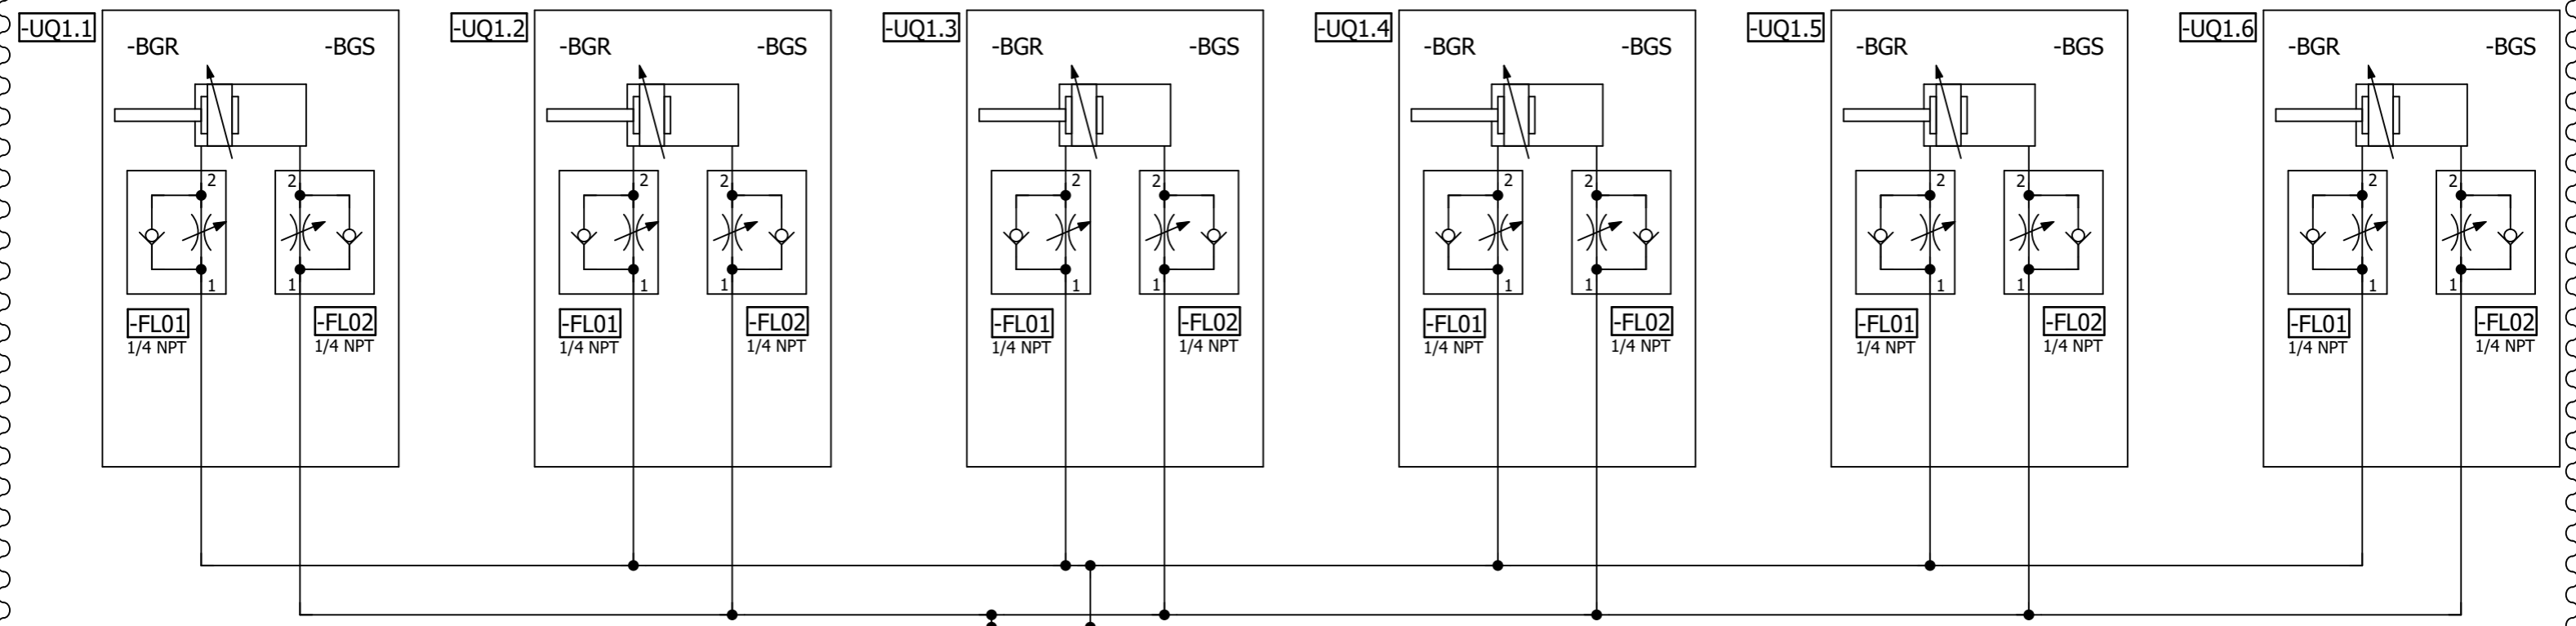 -UQ1.1 -UQ1.2 -UQ1.3 -UQ1.4 -UQ1.5 -UQ1.6
-BGR -BGS -BGR -BGS -BGR -BGS -BGR -BGS -BGR -BGS -BGR -BGS
2 2 2 2 2 2 2 2 2 2 2 2
1 1 1 1 1 1 1 1 1 1 1 1
-FL01 -FL02 -FL01 -FL02 -FL01 -FL02 -FL01 -FL02 -FL01 -FL02 -FL01 -FL02
1/4 NPT 1/4 NPT 1/4 NPT 1/4 NPT 1/4 NPT 1/4 NPT 1/4 NPT 1/4 NPT 1/4 NPT 1/4 NPT 1/4 NPT 1/4 NPT